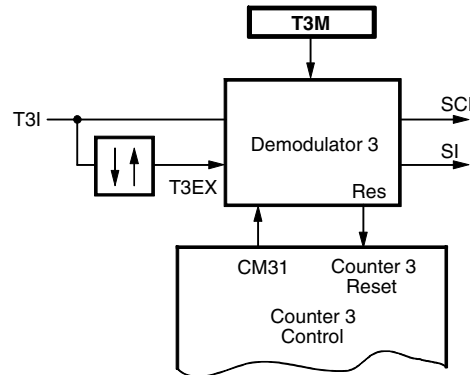 T3M
T3I
SCI
Demodulator 3
SI
T3EX
Res
CM31
Counter 3
Reset
Counter 3
Control